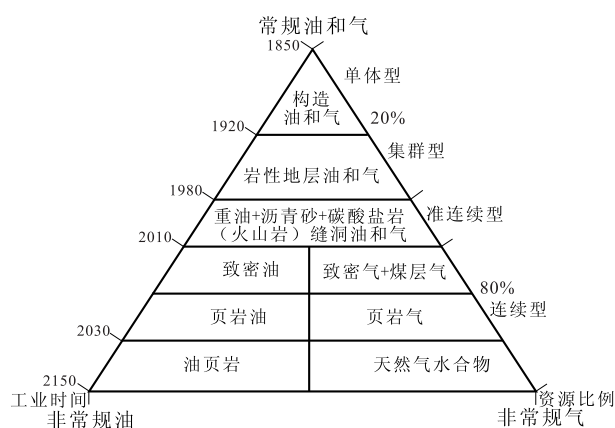 常规油和气
1850
单体型
构造
油和气
20%
1920
集群型
岩性地层油和气
1980
重油+沥青砂+碳酸盐岩
（火山岩）缝洞油和气
准连续型
2010
致密油
致密气+煤层气
80%
连续型
页岩油
页岩气
2030
油页岩
天然气水合物
2150
工业时间
资源比例
非常规油
非常规气